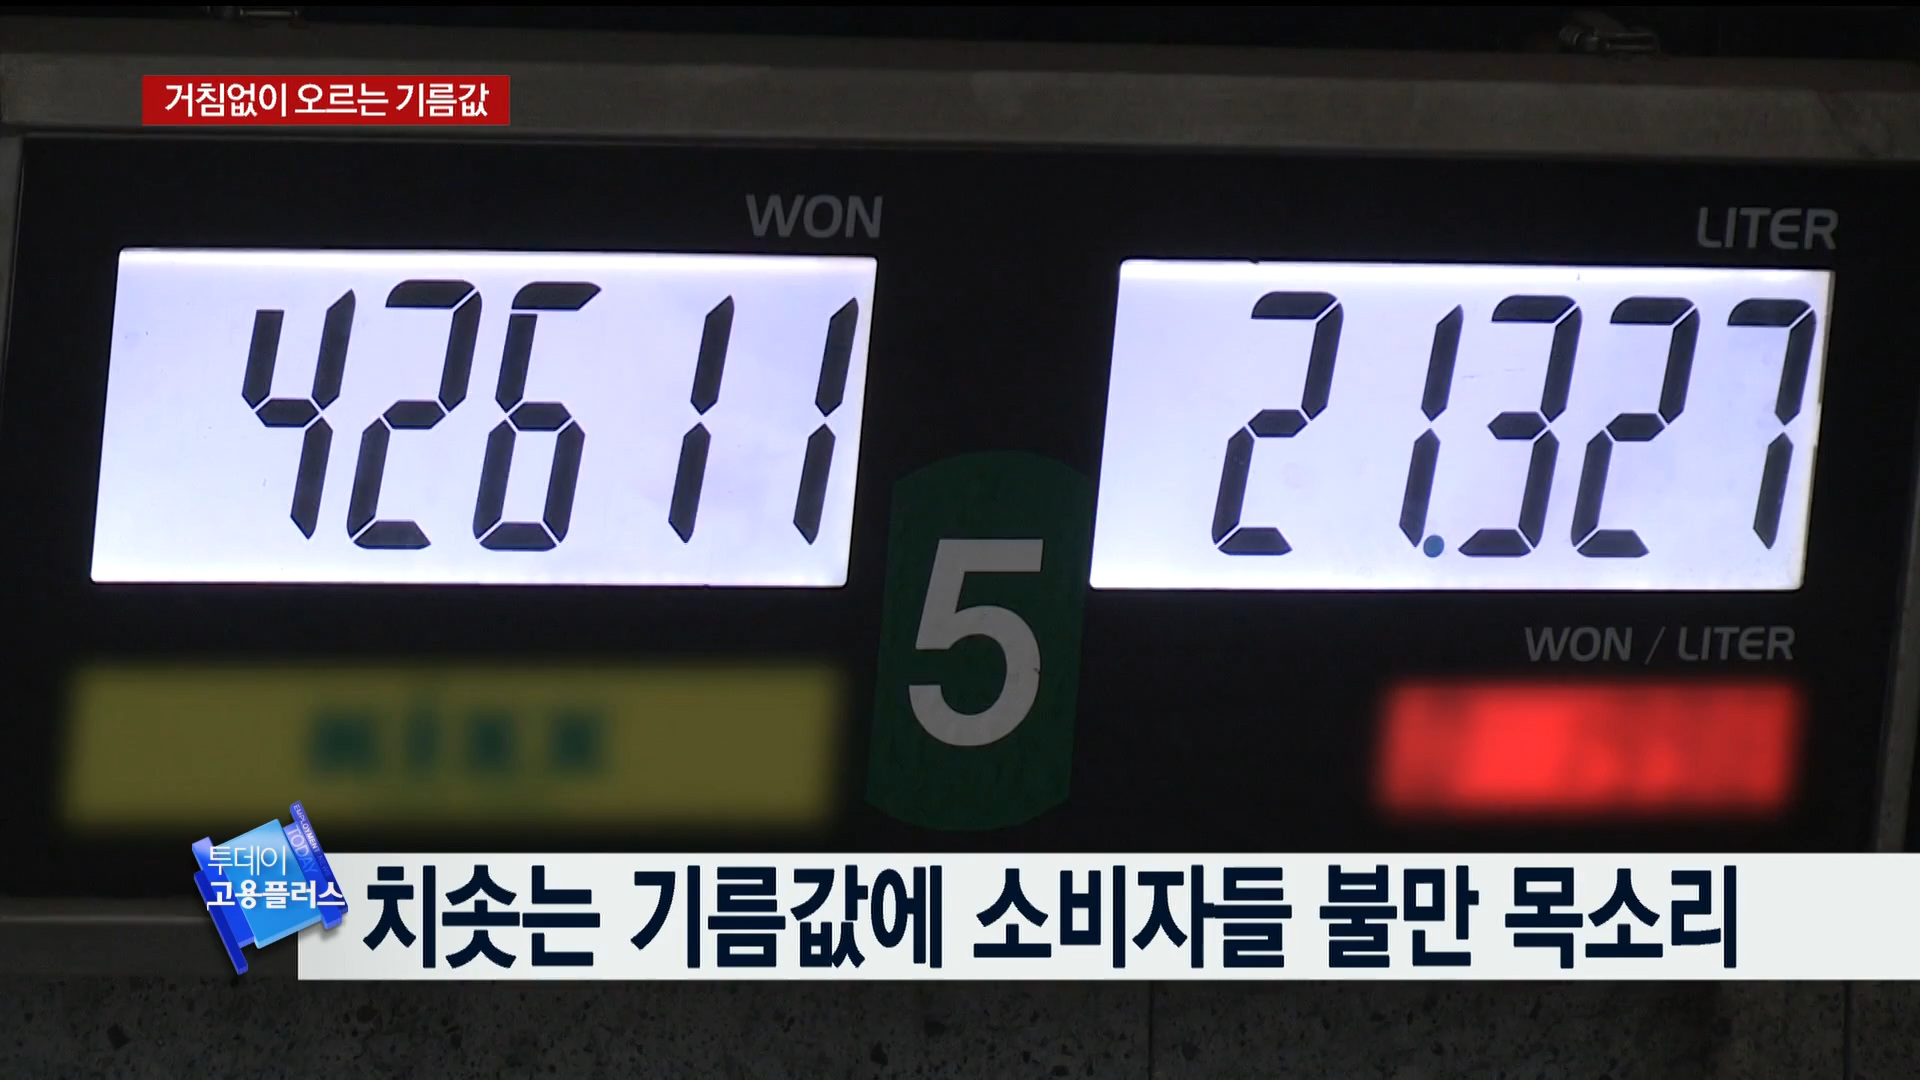 거침없이 오르는 기름값
WON
LITER
42611
21.327
5
WON / LITER
EMPLOYMENT
TODAY
투데이
고용플러스
치솟는 기름값에 소비자들 불만 목소리